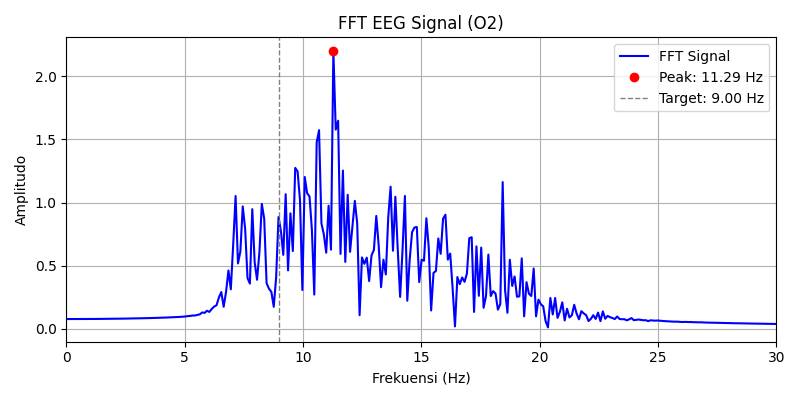 FFT EEG Signal (O2)
FFT Signal
Peak: 11.29 Hz
Target: 9.00 Hz
Amplitudo
2.0
1.5
1.0
0.5
0.0
0 5 10 15 20 25 30
Frekuensi (Hz)